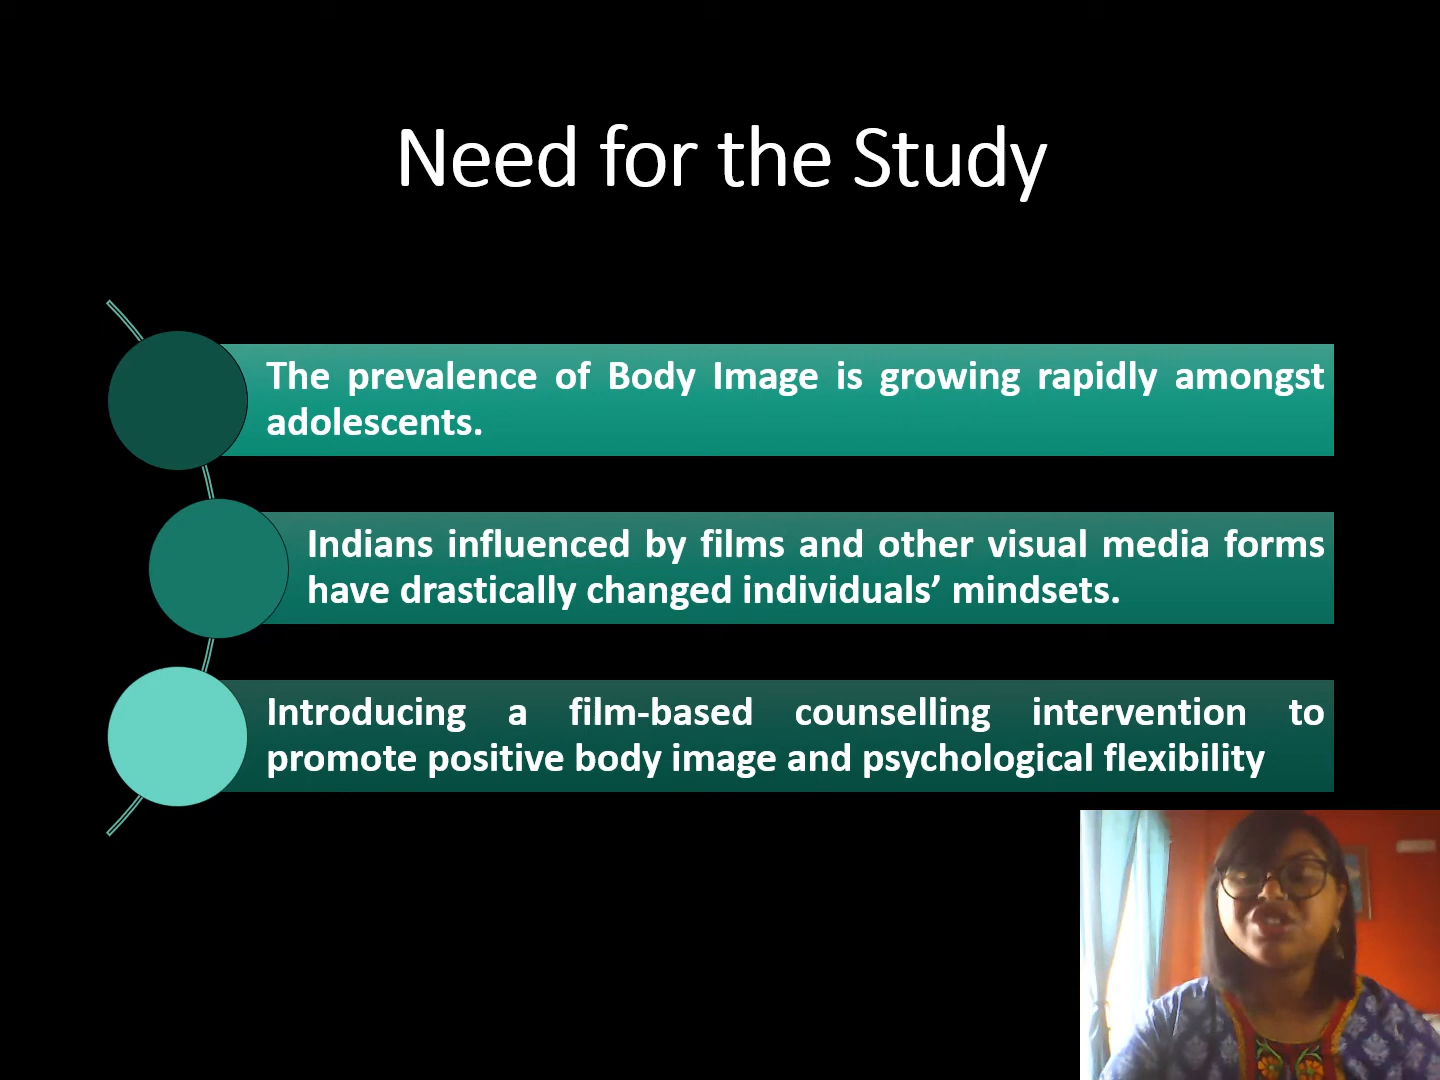 Need for the Study
The prevalence of Body Image is growing rapidly amongst
adolescents.
Indians influenced by films and other visual media forms
have drastically changed individuals’ mindsets.
Introducing a film-based counselling intervention to
promote positive body image and psychological flexibility